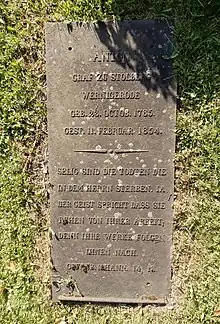 ANTON
GRAF ZU STOLBERG
WERNIGERODE
GEB. 23. OCTOB. 1785.
GEST. 11. FEBRUAR 1854.
SELIG SIND DIE TODTEN DIE
IN DEM HERRN STERBEN. JA
DER GEIST SPRICHT DASS SIE
RUHEN VON IHRER ARBEIT;
DENN IHRE WERKE FOLGEN
IHNEN NACH.
14, 13.